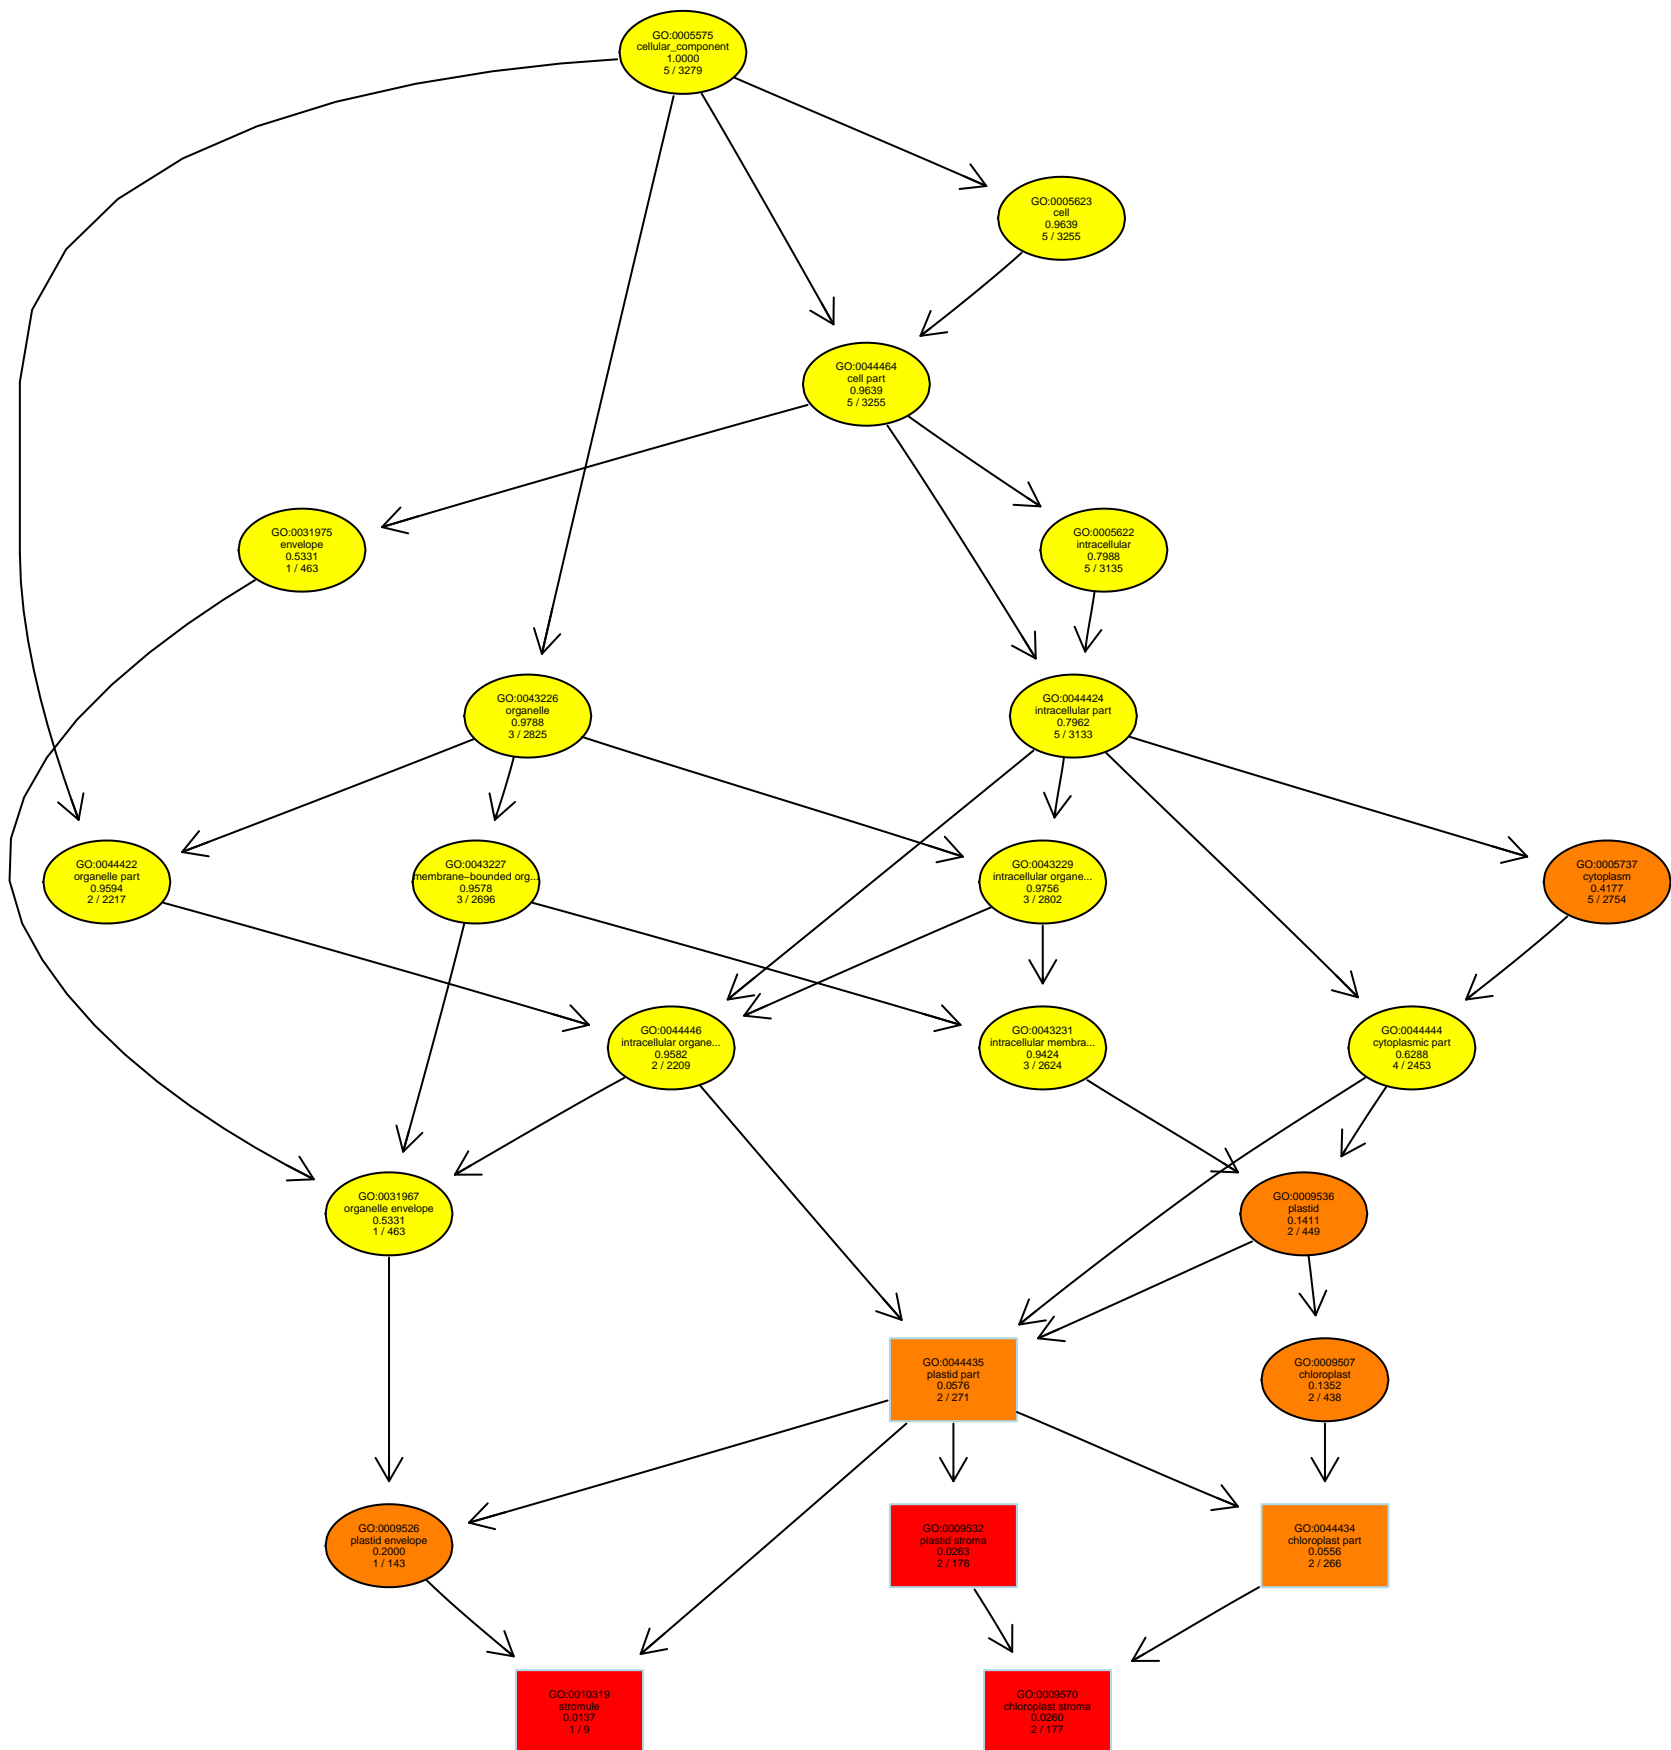 GO:0005575
cellular_component
1.0000
5 / 3279
GO:0005623
cell
0.9639
5 / 3255
GO:0044464
cell part
0.9639
5 / 3255
GO:0031975
envelope
0.5331
1 / 463
GO:0005622
intracellular
0.7988
5 / 3135
GO:0043226
organelle
0.9788
3 / 2825
GO:0044424
intracellular part
0.7962
5 / 3133
GO:0044422
organelle part
0.9594
2 / 2217
GO:0043227
membrane−bounded org...
0.9578
3 / 2696
GO:0043229
intracellular organe...
0.9756
3 / 2802
GO:0005737
cytoplasm
0.4177
5 / 2754
GO:0044446
intracellular organe...
0.9582
2 / 2209
GO:0043231
intracellular membra...
0.9424
3 / 2624
GO:0044444
cytoplasmic part
0.6288
4 / 2453
GO:0031967
organelle envelope
0.5331
1 / 463
GO:0009536
plastid
0.1411
2 / 449
GO:0044435
plastid part
0.0576
2 / 271
GO:0009507
chloroplast
0.1352
2 / 438
GO:0009526
plastid envelope
0.2000
1 / 143
GO:0009532
plastid stroma
0.0263
2 / 178
GO:0044434
chloroplast part
0.0556
2 / 266
GO:0010319
stromule
0.0137
1 / 9
GO:0009570
chloroplast stroma
0.0260
2 / 177